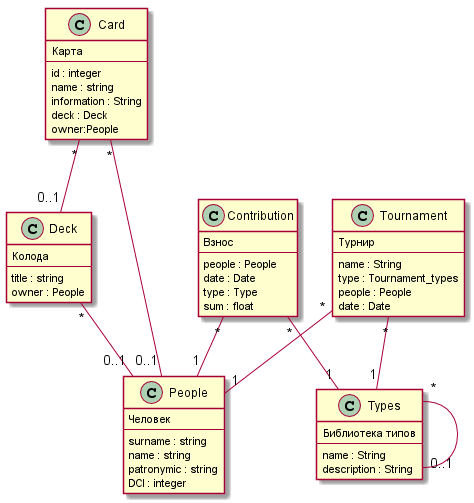 C Card
Карта
id : integer
name : string
information : String
deck : Deck
owner:People
*
*
0..1
C Deck
Колода
title : string
owner : People
*
0..1
0..1
C Contribution
Взнос
people : People
date : Date
type : Type
sum : float
*
*
1
1
C Tournament
Турнир
name : String
type : Tournament_types
people : People
date : Date
*
*
1
1
C People
Человек
surname : string
name : string
patronymic : string
DCI : integer
C Types
Библиотека типов
name : String
description : String
*
0..1